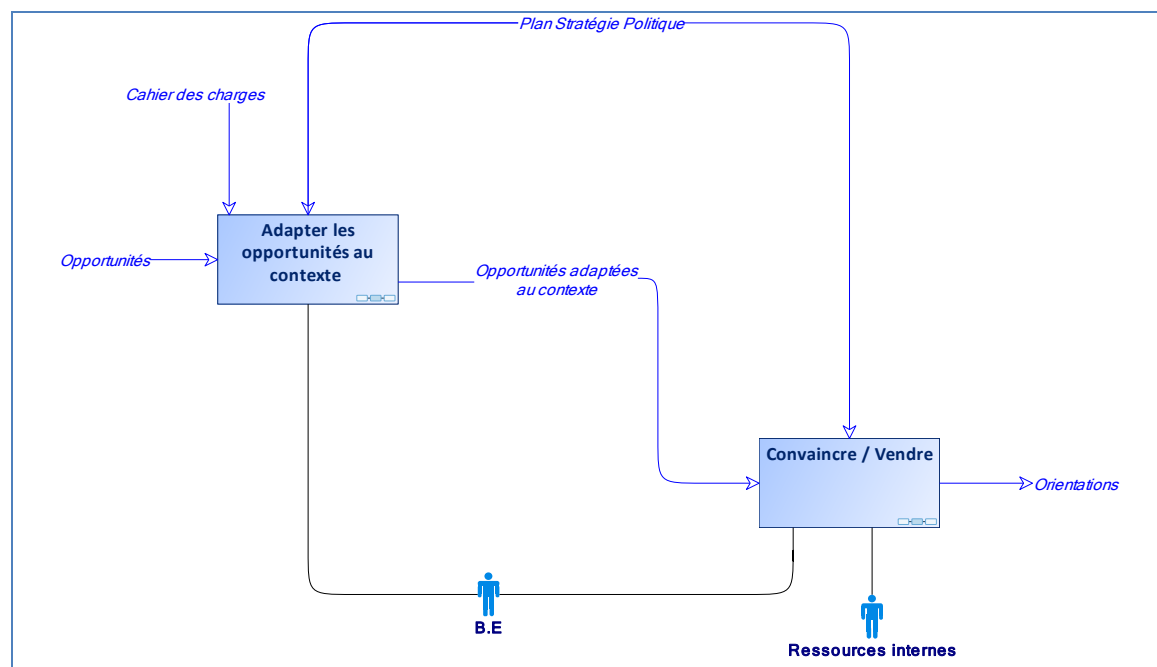 Plan Stratégie Politique
Cahier des charges
Adapter les
opportunités au
contexte
Opportunités
Opportunités adaptées
au contexte
Convaincre / Vendre
Orientations
B.E
Ressources internes